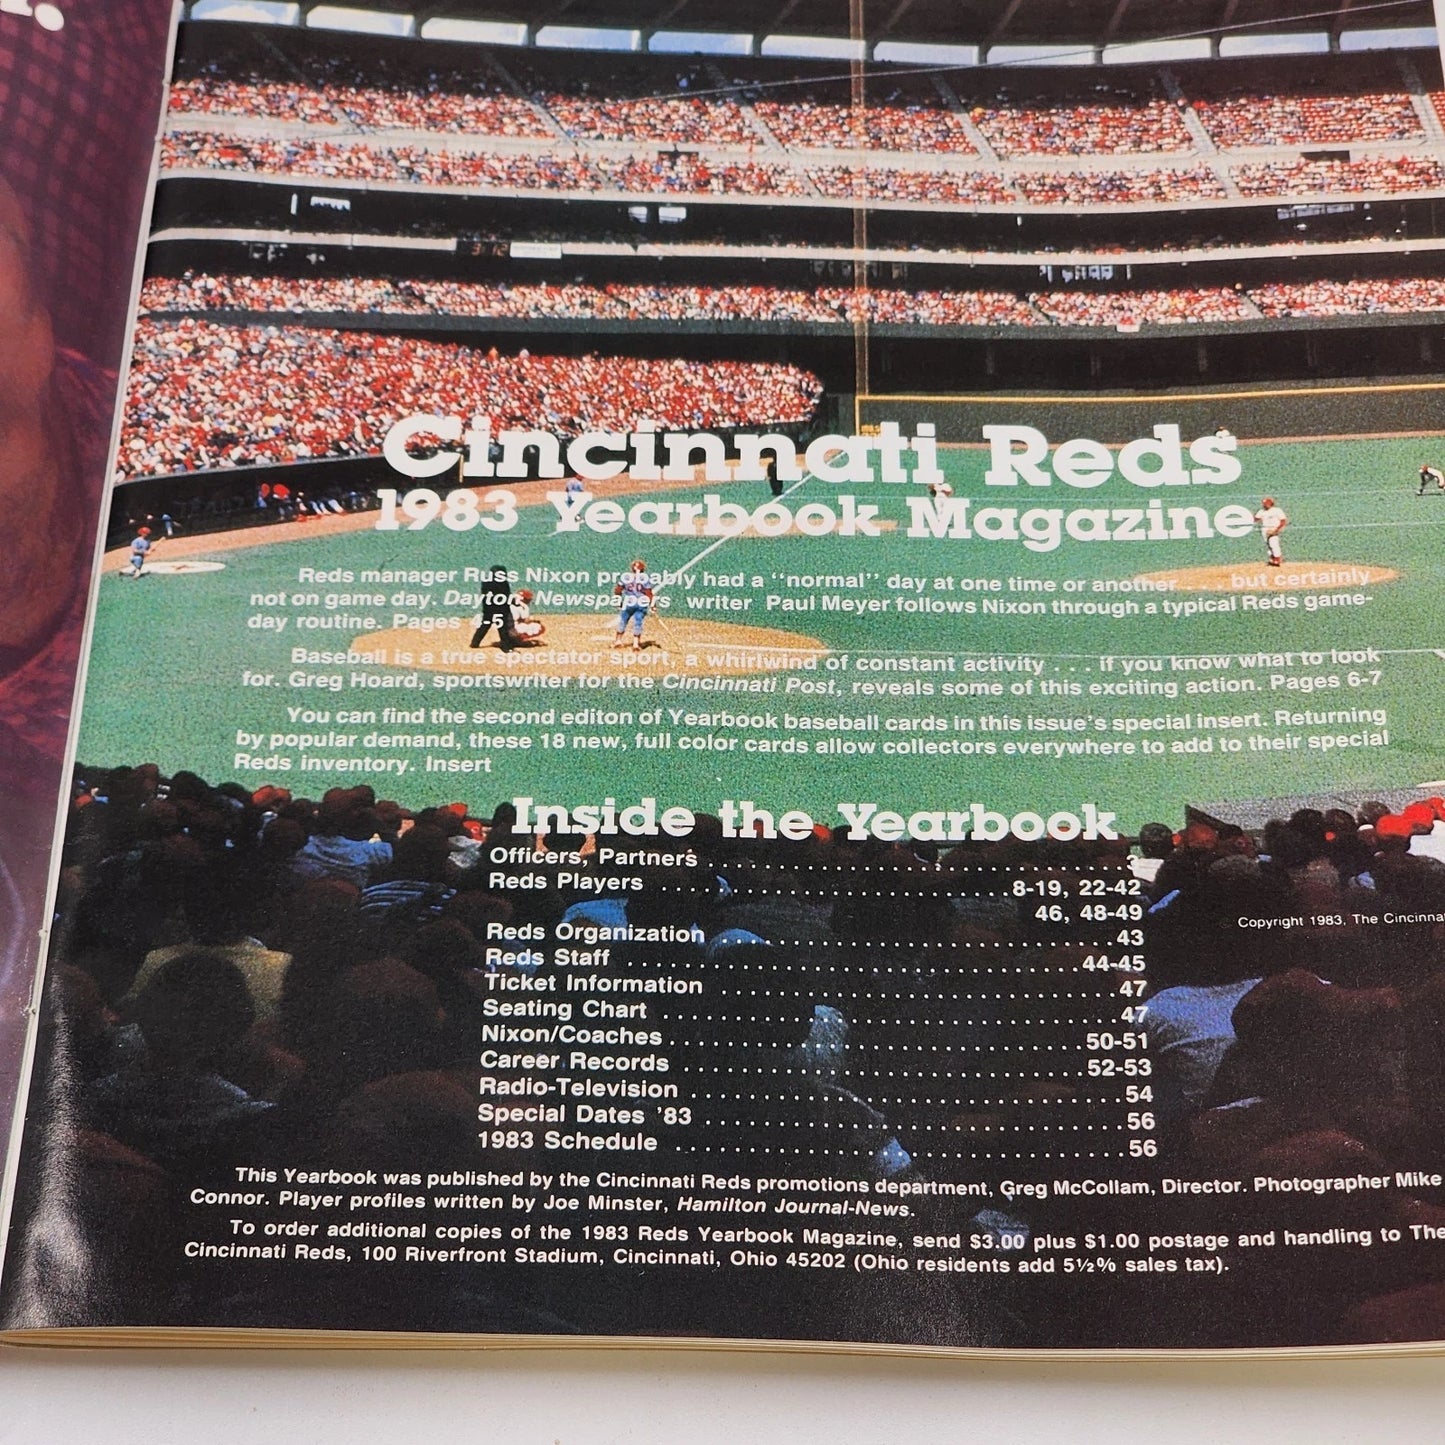 Cincinnati Reds
1983 Yearbook Magazine
Reds manager Russ Nixon probably had a "normal" day at one time or another . . . but certainly
not on game day. Dayton Newspapers writer Paul Meyer follows Nixon through a typical Reds game-
day routine. Pages 4-5
Baseball is a true spectator sport, a whirlwind of constant activity . . . if you know what to look
for. Greg Hoard, sportswriter for the Cincinnati Post, reveals some of this exciting action. Pages 6-7
You can find the second editon of Yearbook baseball cards in this issue's special insert. Returning
by popular demand, these 18 new, full color cards allow collectors everywhere to add to their special
Reds inventory. Insert
Inside the Yearbook
Officers, Partners . . . . . . . . . . . . . . . . . . . . . . . . . . . . . . 3
Reds Players . . . . . . . . . . . . . . . . . . . . . . . . . 8-19, 22-42
46, 48-49
Reds Organization . . . . . . . . . . . . . . . . . . . . . . . . . . . . 43
Reds Staff . . . . . . . . . . . . . . . . . . . . . . . . . . . . . . . . 44-45
Ticket Information . . . . . . . . . . . . . . . . . . . . . . . . . . . . 47
Seating Chart . . . . . . . . . . . . . . . . . . . . . . . . . . . . . . . . 47
Nixon/Coaches . . . . . . . . . . . . . . . . . . . . . . . . . . . . . 50-51
Career Records . . . . . . . . . . . . . . . . . . . . . . . . . . . . 52-53
Radio-Television . . . . . . . . . . . . . . . . . . . . . . . . . . . . . . 54
Special Dates '83 . . . . . . . . . . . . . . . . . . . . . . . . . . . . . 56
1983 Schedule . . . . . . . . . . . . . . . . . . . . . . . . . . . . . . . 56
Copyright 1983, The Cincinna
This Yearbook was published by the Cincinnati Reds promotions department, Greg McCollam, Director. Photographer Mike
Connor. Player profiles written by Joe Minster, Hamilton Journal-News.
To order additional copies of the 1983 Reds Yearbook Magazine, send $3.00 plus $1.00 postage and handling to The
Cincinnati Reds, 100 Riverfront Stadium, Cincinnati, Ohio 45202 (Ohio residents add 5½% sales tax).